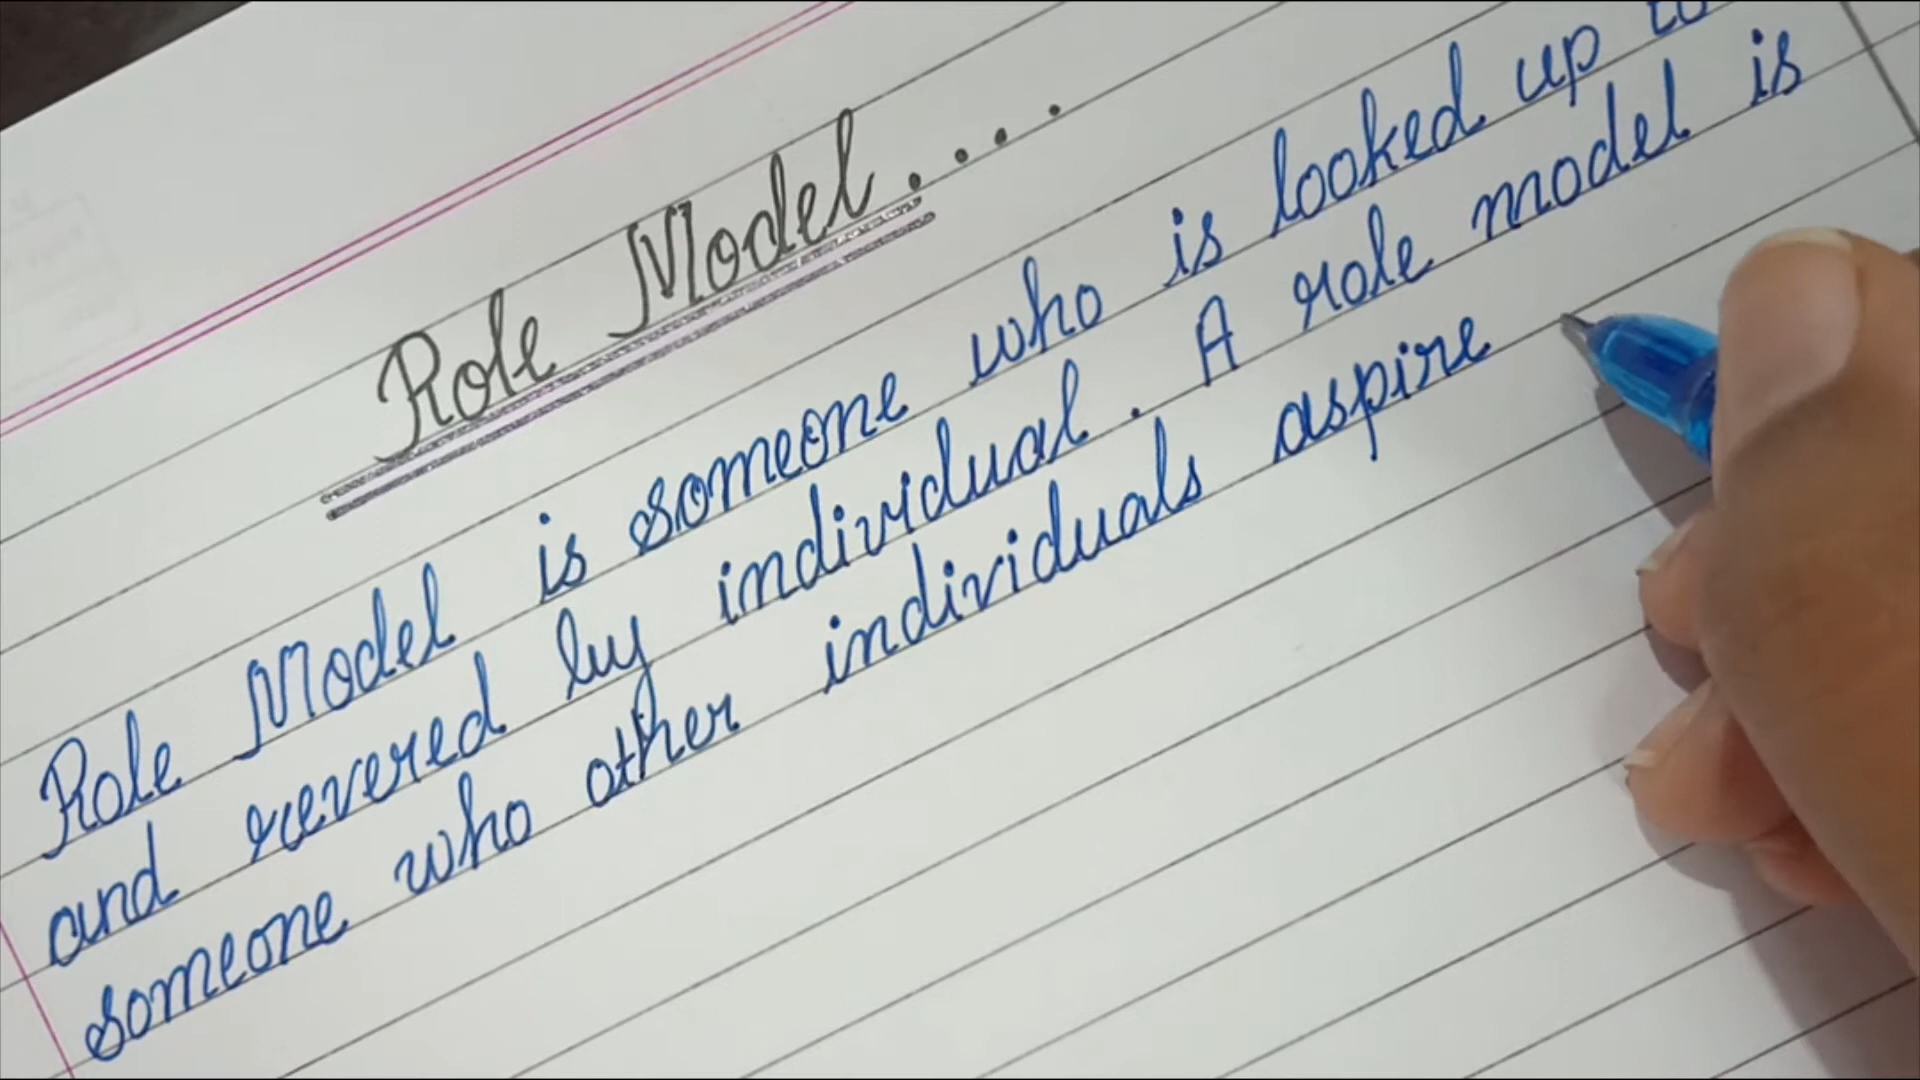 Role Model....
Role Model is someone who is looked up to
and revered by individual. A role model is
someone who other individuals aspire